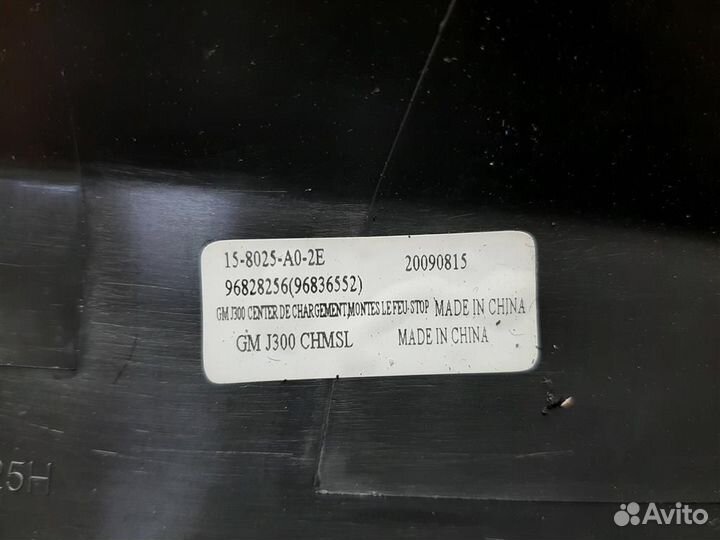 15-8025-A0-2E 20090815
96828256(96836552)
GM J300 CENTER DE CHARGEMENT,MONTES LE FEU-STOP MADE IN CHINA
GM J300 CHMSL MADE IN CHINA
25H
Avito